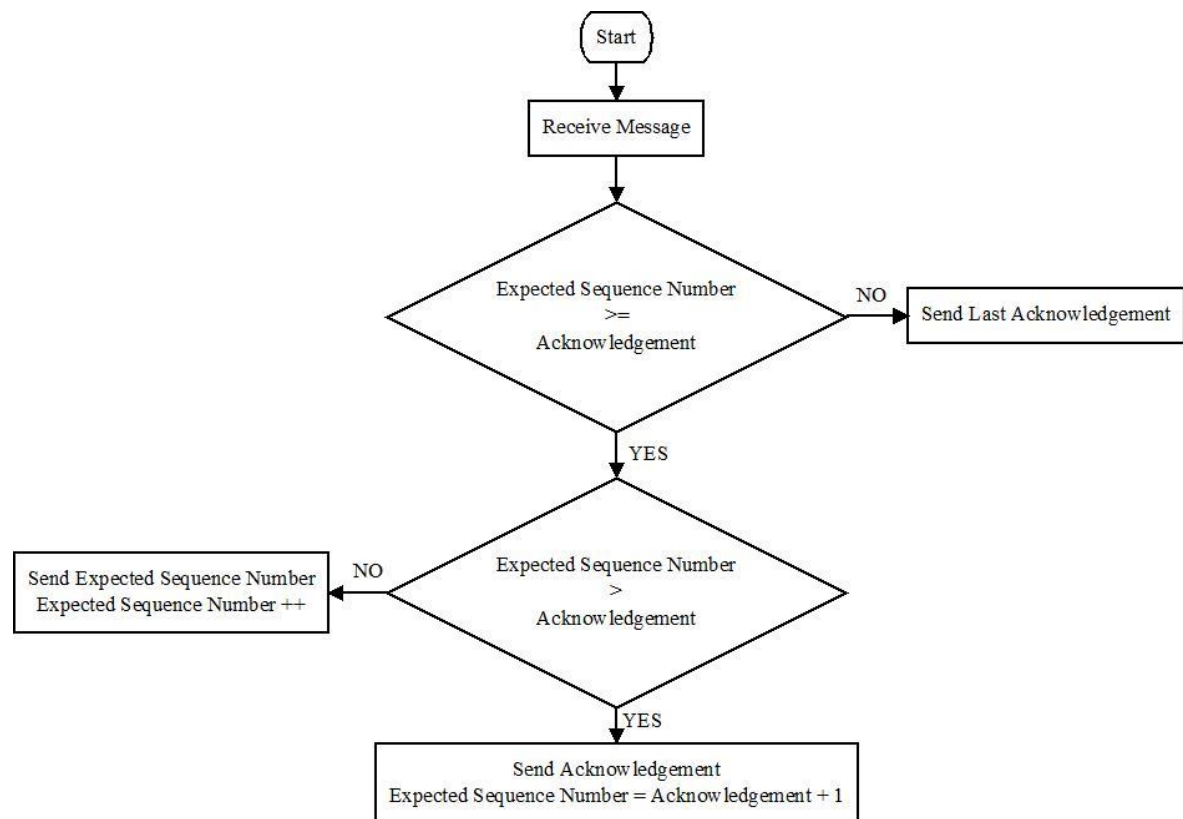 Start
Receive Message
Expected Sequence Number
>=
Acknowledgement
NO
Send Last Acknowledgement
YES
Expected Sequence Number
>
Acknowledgement
NO
Send Expected Sequence Number
Expected Sequence Number ++
YES
Send Acknowledgement
Expected Sequence Number = Acknowledgement + 1